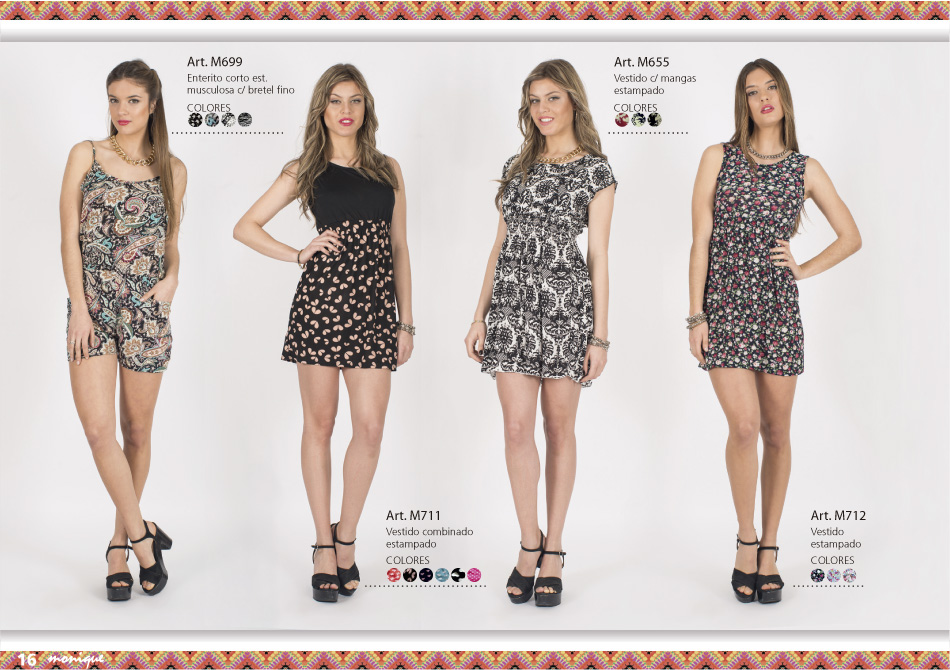 Art. M699
Enterito corto est.
musculosa c/ bretel fino
COLORES
Art. M655
Vestido c/ mangas
estampado
COLORES
Art. M711
Vestido combinado
estampado
COLORES
Art. M712
Vestido
estampado
COLORES
16 monique